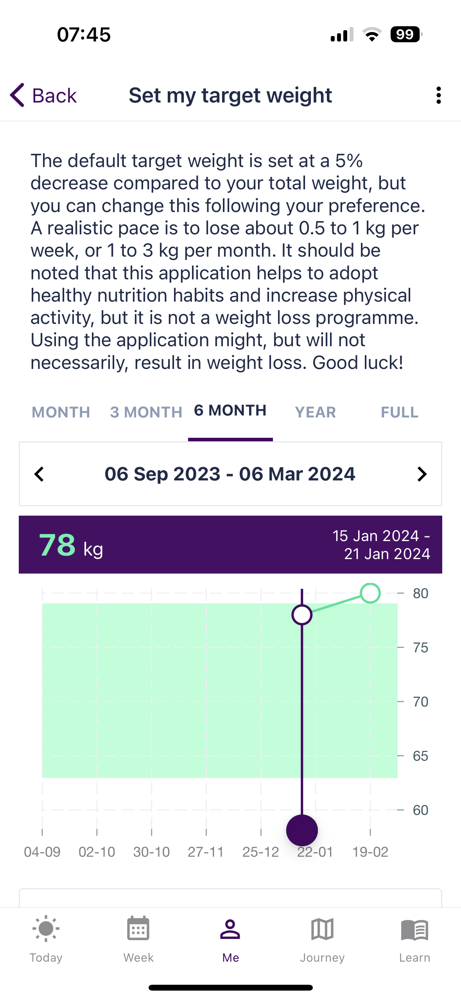 07:45
99
Back
Set my target weight
The default target weight is set at a 5%
decrease compared to your total weight, but
you can change this following your preference.
A realistic pace is to lose about 0.5 to 1 kg per
week, or 1 to 3 kg per month. It should be
noted that this application helps to adopt
healthy nutrition habits and increase physical
activity, but it is not a weight loss programme.
Using the application might, but will not
necessarily, result in weight loss. Good luck!
MONTH 3 MONTH 6 MONTH YEAR FULL
06 Sep 2023 - 06 Mar 2024
78 kg
15 Jan 2024 -
21 Jan 2024
80
75
70
65
60
04-09 02-10 30-10 27-11 25-12 22-01 19-02
Today Week Me Journey Learn